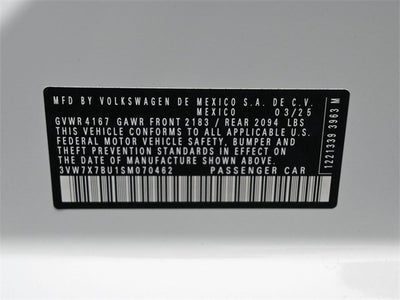 MFD BY VOLKSWAGEN DE MEXICO S.A. DE C.V.
MEXICO 03/25
GVWR 4167 GAWR FRONT 2183 / REAR 2094 LBS
THIS VEHICLE CONFORMS TO ALL APPLICABLE U.S.
FEDERAL MOTOR VEHICLE SAFETY, BUMPER AND
THEFT PREVENTION STANDARDS IN EFFECT ON THE
DATE OF MANUFACTURE SHOWN ABOVE.
3VW7X7BU1SM070462 PASSENGER CAR
1221339 3963 M